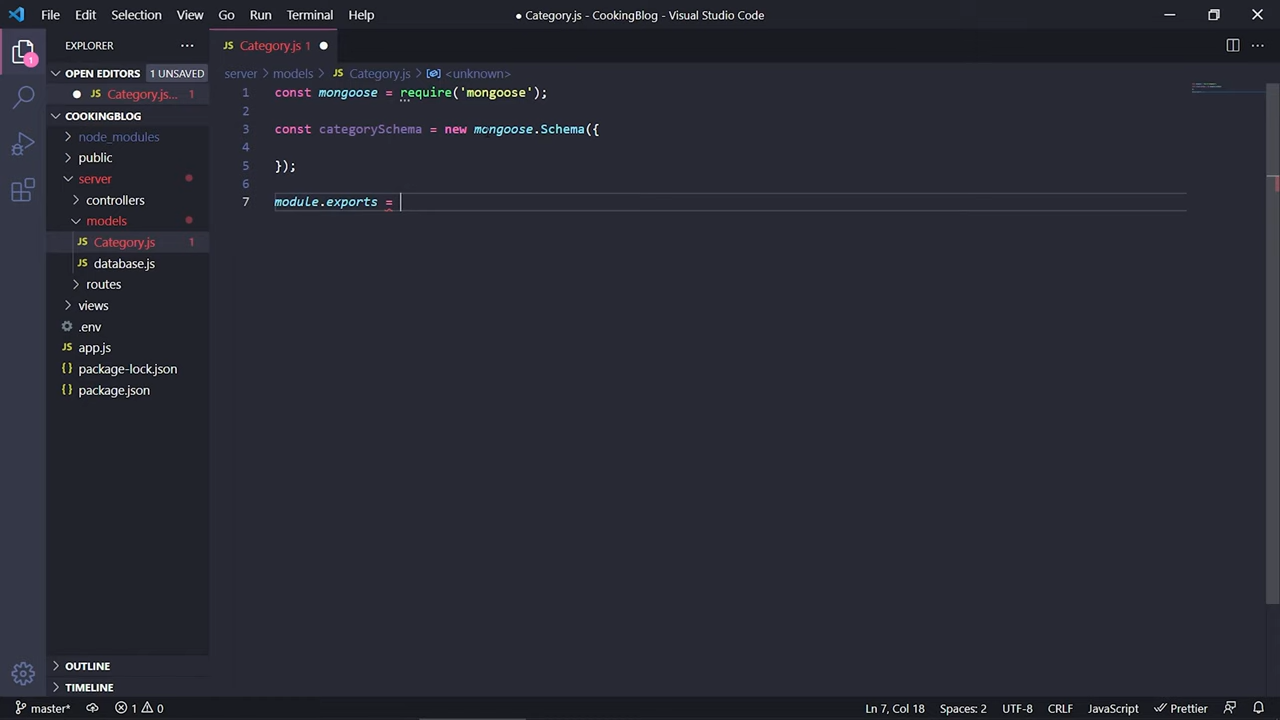 File Edit Selection View Go Run Terminal Help
● Category.js - CookingBlog - Visual Studio Code
EXPLORER
OPEN EDITORS 1 UNSAVED
JS Category.js... 1
COOKINGBLOG
node_modules
public
server
controllers
models
JS Category.js 1
JS database.js
routes
views
.env
JS app.js
{} package-lock.json
{} package.json
OUTLINE
TIMELINE
1
JS Category.js 1
server > models > JS Category.js > <unknown>
1 const mongoose = require('mongoose');
2
3 const categorySchema = new mongoose.Schema({
4
5 });
6
7 module.exports =
master* 1 0 Ln 7, Col 18 Spaces: 2 UTF-8 CRLF JavaScript Prettier